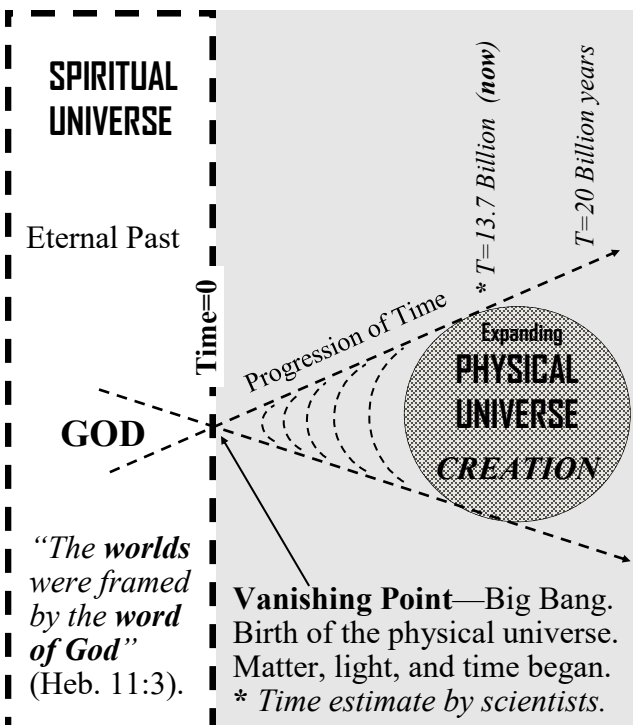 SPIRITUAL
UNIVERSE
Eternal Past
GOD
“The worlds
were framed
by the word
of God”
(Heb. 11:3).
Time=0
Progression of Time
* T=13.7 Billion (now)
T=20 Billion years
Expanding
PHYSICAL
UNIVERSE
CREATION
Vanishing Point—Big Bang.
Birth of the physical universe.
Matter, light, and time began.
* Time estimate by scientists.